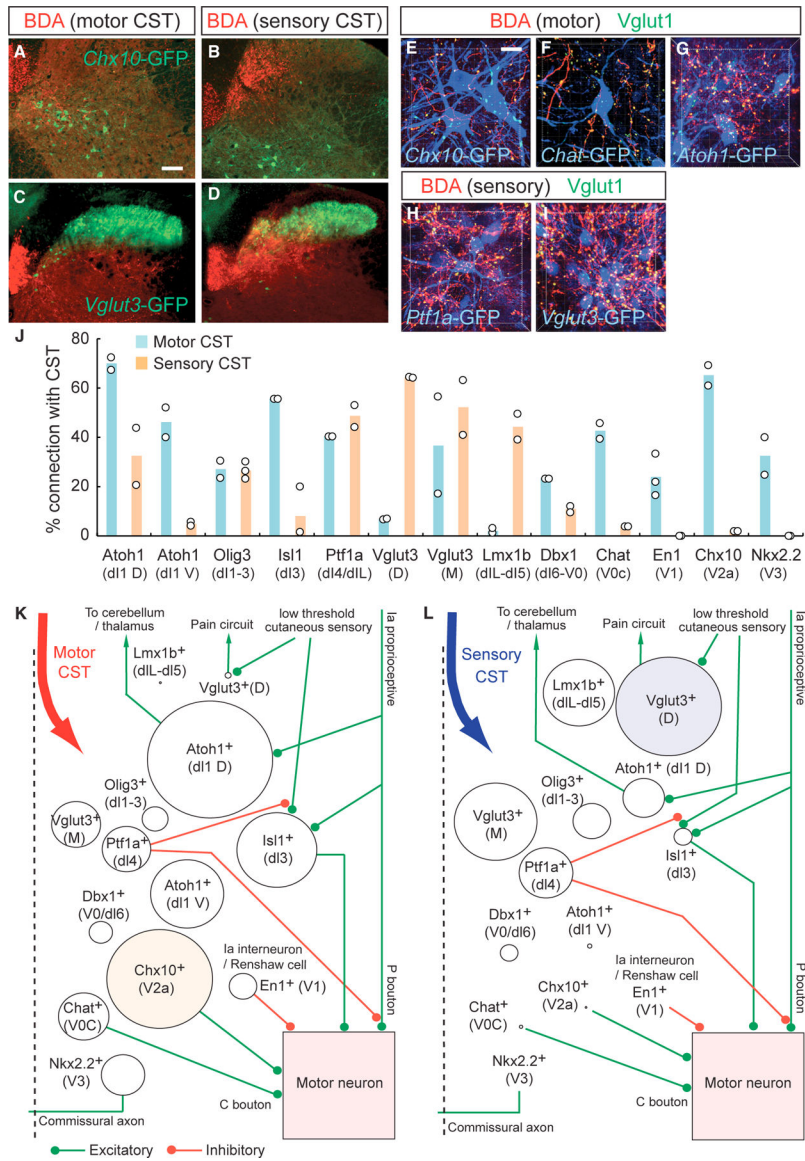 BDA (motor CST)
BDA (sensory CST)
BDA (motor) Vglut1
A
Chx10-GFP
B
E
Chx10-GFP
F
Chat-GFP
G
Atoh1-GFP
C
Vglut3-GFP
D
BDA (sensory) Vglut1
H
Ptf1a-GFP
I
Vglut3-GFP
J
% connection with CST
80
60
40
20
0
Motor CST
Sensory CST
Atoh1 Atoh1 Olig3 Isl1 Ptf1a Vglut3 Vglut3 Lmx1b Dbx1 Chat En1 Chx10 Nkx2.2
(dI1 D) (dI1 V) (dI1-3) (dI3) (dI4/dIL) (D) (M) (dIL-dI5) (dI6-V0) (V0c) (V1) (V2a) (V3)
K
To cerebellum
/ thalamus
Pain circuit
low threshold
cutaneous sensory
Ia proprioceptive
Motor
CST
Lmx1b+
(dIL-dI5)
Vglut3+(D)
Atoh1+
(dI1 D)
Olig3+
(dI1-3)
Vglut3+
(M)
Ptf1a+
(dI4)
Isl1+
(dI3)
Atoh1+
(dI1 V)
Dbx1+
(V0/dI6)
Chx10+
(V2a)
Ia interneuron
/ Renshaw cell
En1+ (V1)
P bouton
Chat+
(V0C)
Nkx2.2+
(V3)
Motor neuron
C bouton
Commissural axon
Excitatory
Inhibitory
L
To cerebellum
/ thalamus
Pain circuit
low threshold
cutaneous sensory
Ia proprioceptive
Sensory
CST
Lmx1b+
(dIL-dI5)
Vglut3+
(D)
Atoh1+ (dI1 D)
Olig3+
(dI1-3)
Vglut3+
(M)
Isl1+
(dI3)
Ptf1a+
(dI4)
Dbx1+
(V0/dI6)
Atoh1+
(dI1 V)
Ia interneuron
/ Renshaw cell
En1+
(V1)
Chx10+
(V2a)
P bouton
Chat+
(V0C)
Nkx2.2+
(V3)
Motor neuron
C bouton
Commissural axon